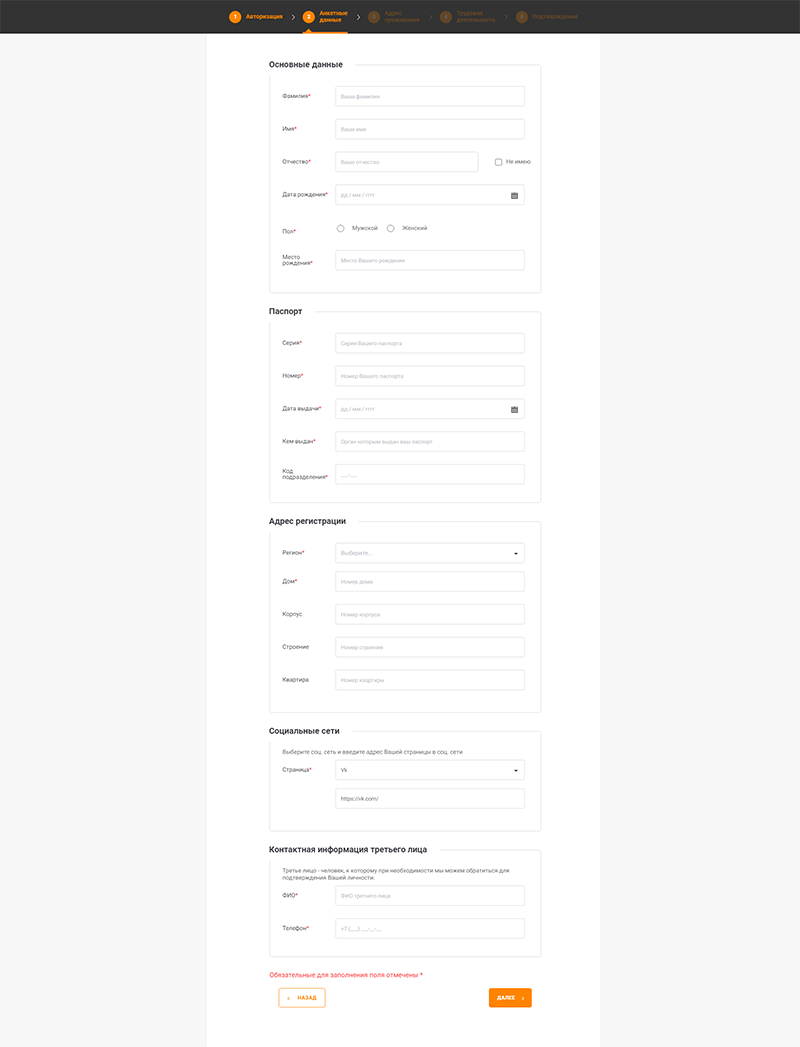 1 Авторизация
2 Анкетные
данные
3 Адрес
проживания
4 Трудовая
деятельность
5 Подтверждение
Основные данные
Фамилия* Ваша фамилия
Имя* Ваше имя
Отчество* Ваше отчество Не имею
Дата рождения* дд / мм / гггг
Пол* Мужской Женский
Место
рождения* Место Вашего рождения
Паспорт
Серия* Серия Вашего паспорта
Номер* Номер Вашего паспорта
Дата выдачи* дд / мм / гггг
Кем выдан* Орган которым выдан ваш паспорт
Код
подразделения* ___-___
Адрес регистрации
Регион* Выберите...
Дом* Номер дома
Корпус Номер корпуса
Строение Номер строения
Квартира Номер квартиры
Социальные сети
Выберите соц. сеть и введите адрес Вашей страницы в соц. сети
Страница* Vk
https://vk.com/
Контактная информация третьего лица
Третье лицо - человек, к которому при необходимости мы можем обратиться для
подтверждения Вашей личности.
ФИО* ФИО третьего лица
Телефон* +7 (___) ___-__-__
Обязательные для заполнения поля отмечены *
‹ НАЗАД
ДАЛЕЕ ›